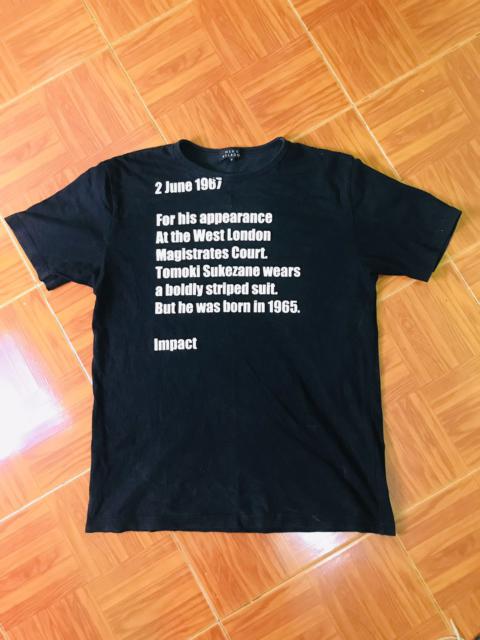 2 June 1967
For his appearance
At the West London
Magistrates Court.
Tomoki Sukezane wears
a boldly striped suit.
But he was born in 1965.
Impact